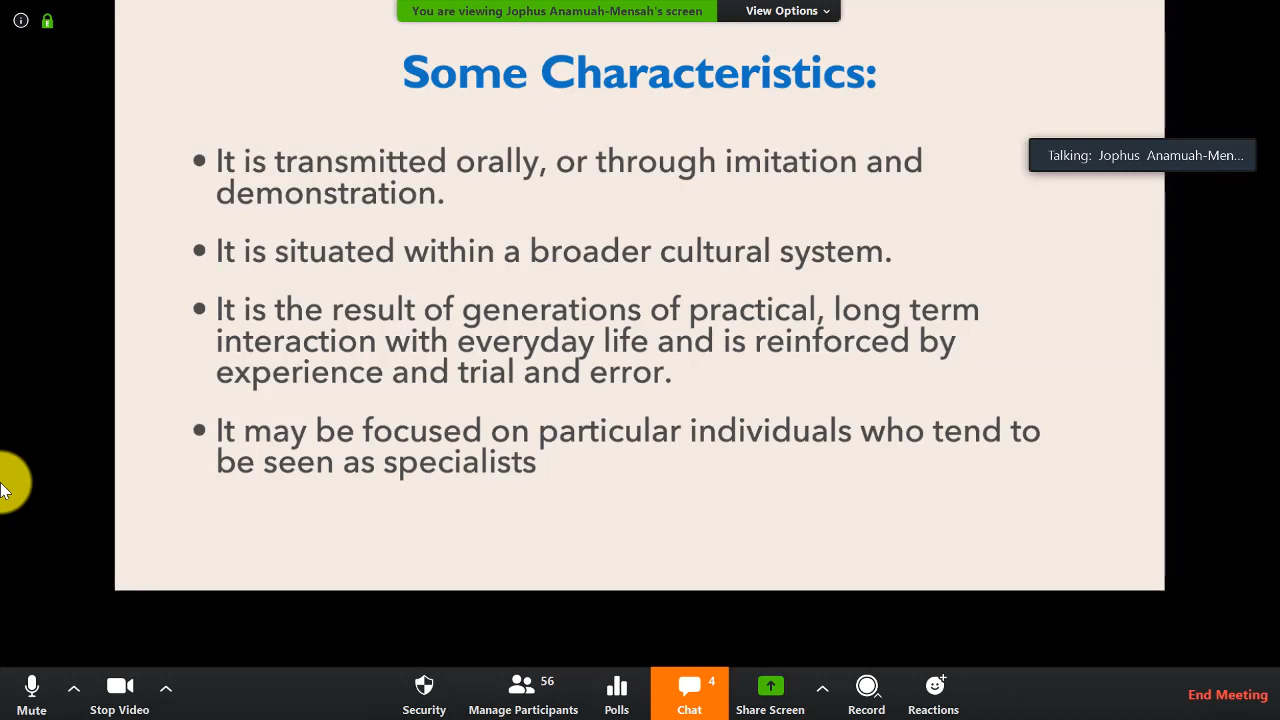 You are viewing Jophus Anamuah-Mensah's screen
View Options
Some Characteristics:
Talking: Jophus Anamuah-Men...
• It is transmitted orally, or through imitation and
demonstration.
• It is situated within a broader cultural system.
• It is the result of generations of practical, long term
interaction with everyday life and is reinforced by
experience and trial and error.
• It may be focused on particular individuals who tend to
be seen as specialists
56
4
Mute
Stop Video
Security
Manage Participants
Polls
Chat
Share Screen
Record
Reactions
End Meeting